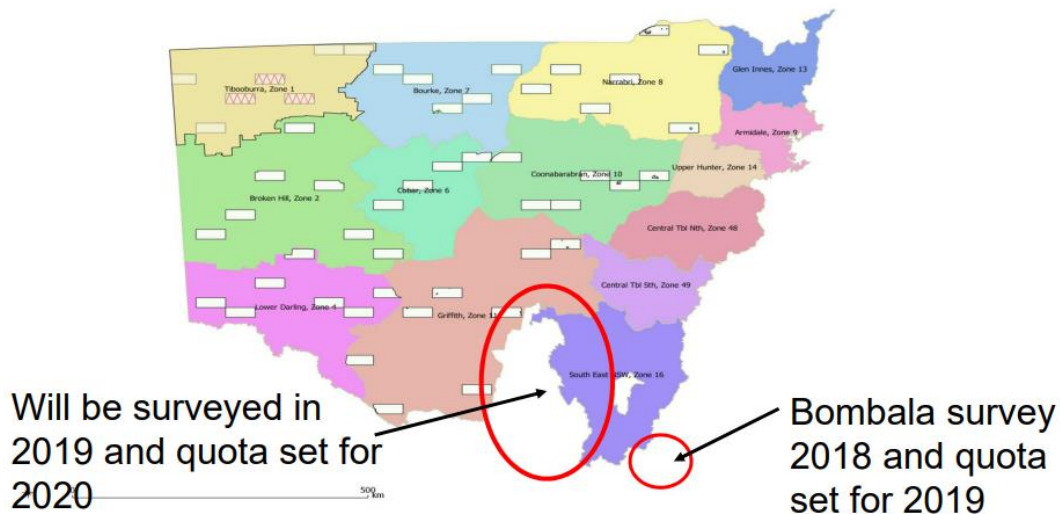 Glen Innes, Zone 13
Tibooburra, Zone 1
Bourke, Zone 7
Narrabri, Zone 8
Armidale, Zone 9
Upper Hunter, Zone 14
Coonabarabran, Zone 10
Cobar, Zone 6
Broken Hill, Zone 2
Central Tbl Nth, Zone 48
Central Tbl Sth, Zone 49
Lower Darling, Zone 4
Griffith, Zone 11
South East NSW, Zone 16
Will be surveyed in
2019 and quota set for
2020
500
km
Bombala survey
2018 and quota
set for 2019